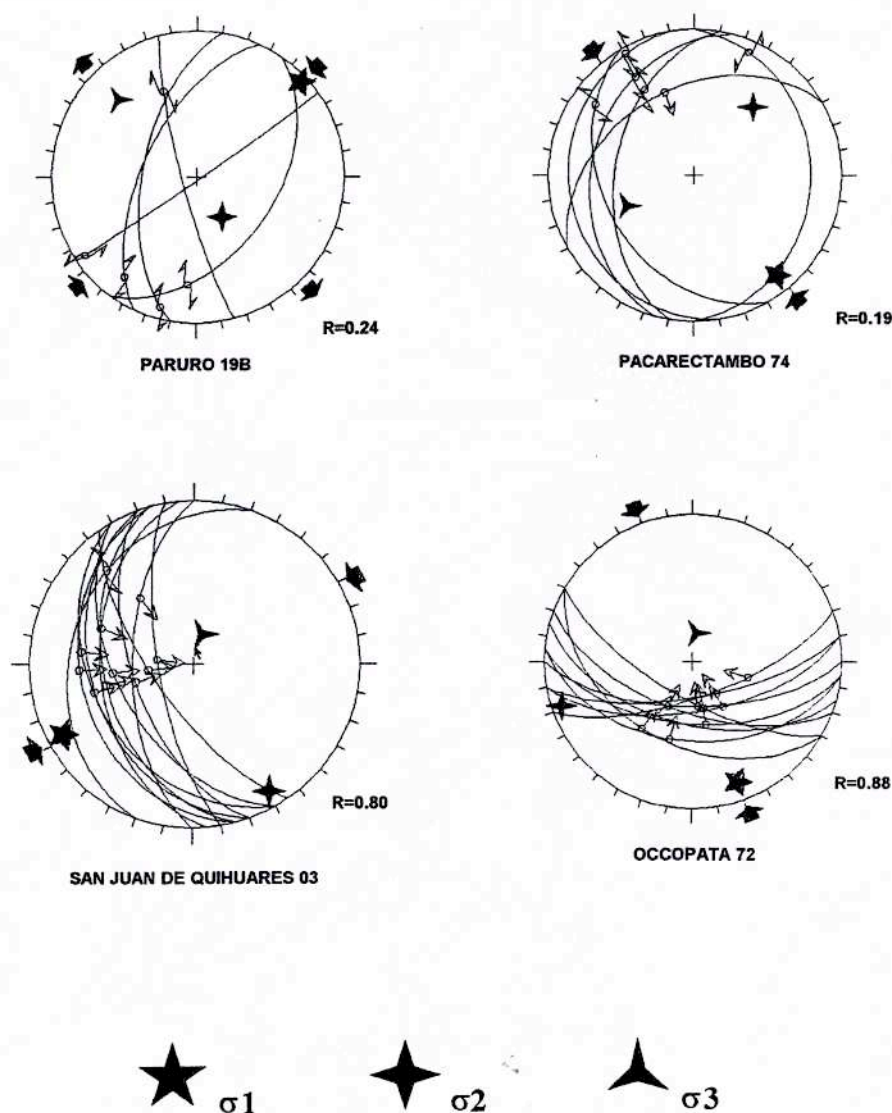 R=0.24
PARURO 19B
R=0.19
PACARECTAMBO 74
R=0.80
SAN JUAN DE QUIHUARES 03
R=0.88
OCCOPATA 72
σ1 σ2 σ3